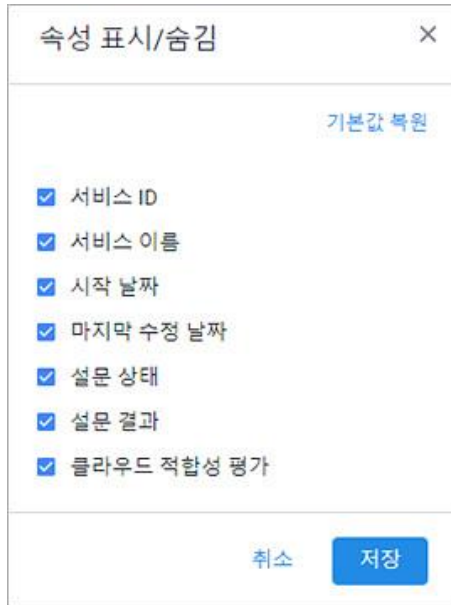 속성 표시/숨김
기본값 복원
서비스 ID
서비스 이름
시작 날짜
마지막 수정 날짜
설문 상태
설문 결과
클라우드 적합성 평가
취소
저장